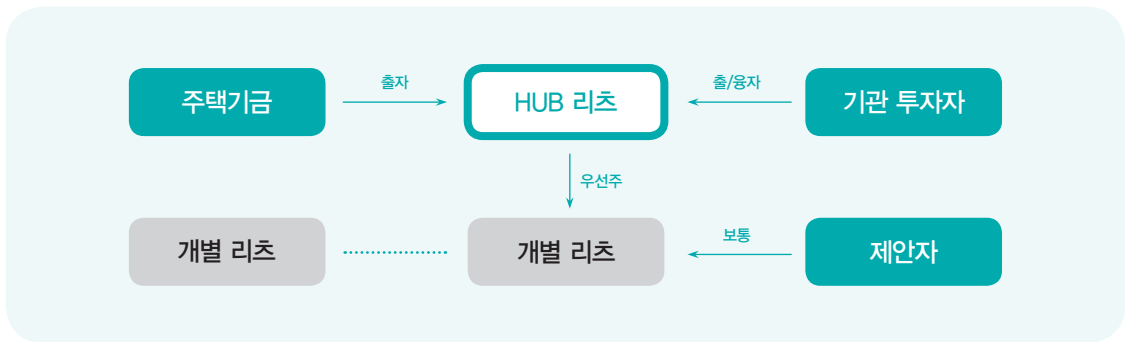 출자
출/융자
주택기금
HUB 리츠
기관 투자자
우선주
보통
개별 리츠
개별 리츠
제안자